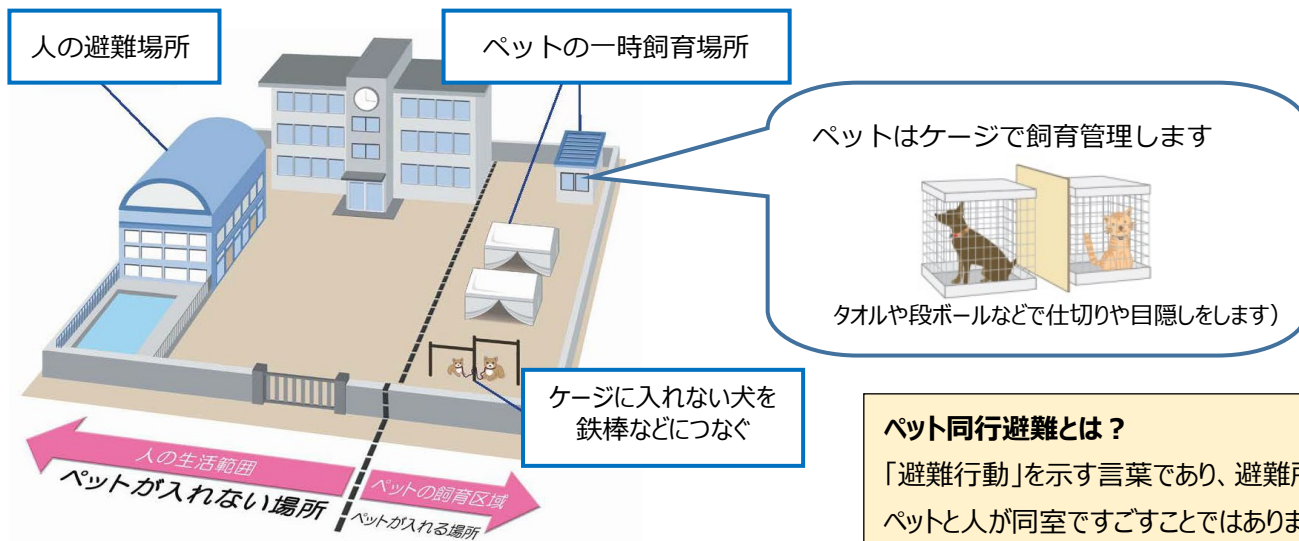 人の避難場所
ペットの一時飼育場所
ペットはケージで飼育管理します
タオルや段ボールなどで仕切りや目隠しをします)
ケージに入れない犬を
鉄棒などにつなぐ
人の生活範囲
ペットが入れない場所
ペットの飼育区域
ペットが入れる場所
ペット同行避難とは？
「避難行動」を示す言葉であり、避難所
ペットと人が同室ですごすことではありま